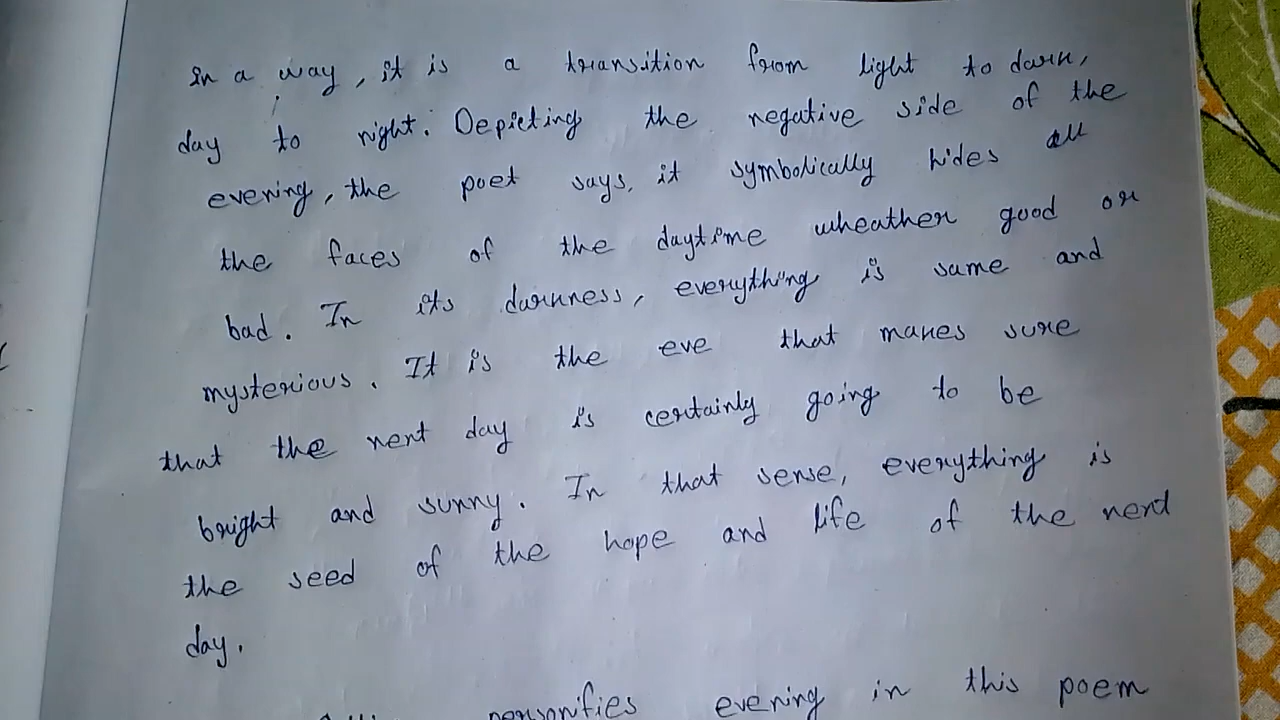 In a way, it is a transition from light to dark,
day to night. Depicting the negative side of the
evening, the poet says, it symbolically hides all
the faces of the daytime wheather good or
bad. In its darkness, everything is same and
mysterious. It is the eve that makes sure
that the next day is certainly going to be
bright and sunny. In that sense, everything is
the seed of the hope and life of the next
day.
personifies evening in this poem